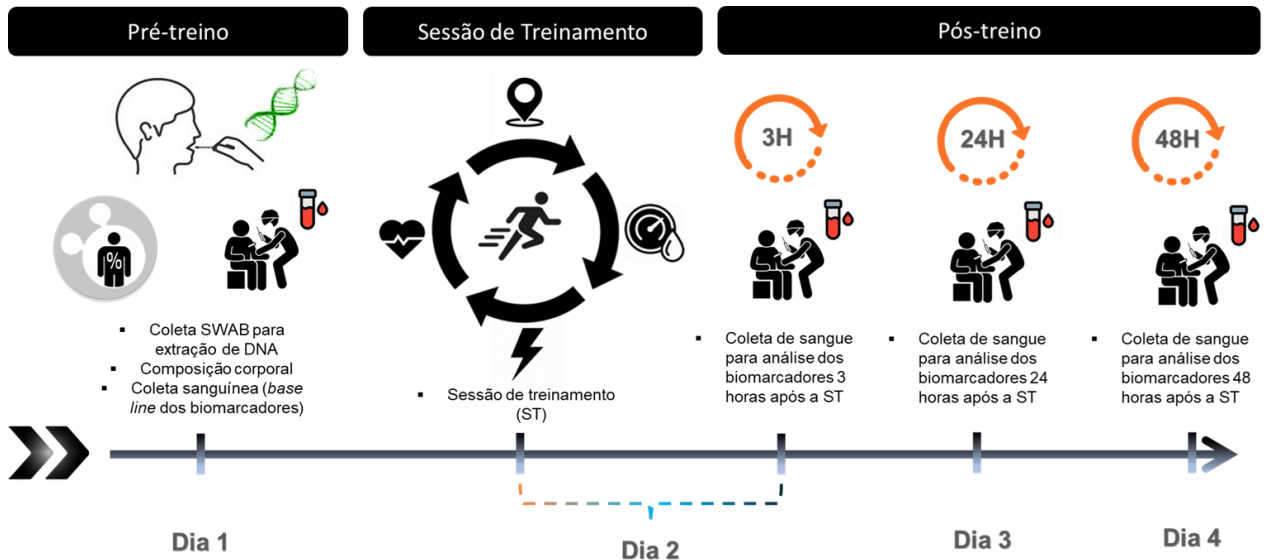 Pré-treino
Sessão de Treinamento
Pós-treino
%
3H
24H
48H
▪ Coleta SWAB para
extração de DNA
▪ Composição corporal
▪ Coleta sanguínea (base
line dos biomarcadores)
▪ Sessão de treinamento
(ST)
▪ Coleta de sangue
para análise dos
biomarcadores 3
horas após a ST
▪ Coleta de sangue
para análise dos
biomarcadores 24
horas após a ST
▪ Coleta de sangue
para análise dos
biomarcadores 48
horas após a ST
Dia 1
Dia 2
Dia 3
Dia 4